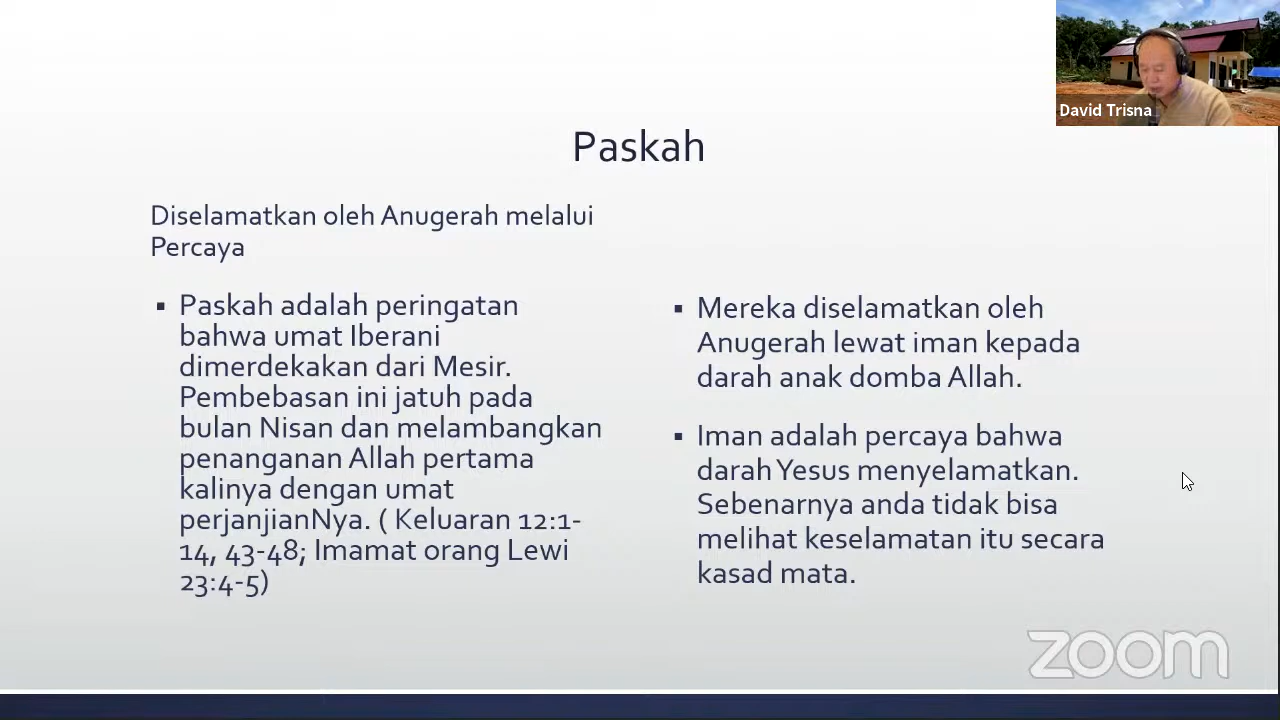 David Trisna
Paskah
Diselamatkan oleh Anugerah melalui
Percaya
▪ Paskah adalah peringatan
bahwa umat Iberani
dimerdekakan dari Mesir.
Pembebasan ini jatuh pada
bulan Nisan dan melambangkan
penanganan Allah pertama
kalinya dengan umat
perjanjianNya. ( Keluaran 12:1-
14, 43-48; Imamat orang Lewi
23:4-5)
▪ Mereka diselamatkan oleh
Anugerah lewat iman kepada
darah anak domba Allah.
▪ Iman adalah percaya bahwa
darah Yesus menyelamatkan.
Sebenarnya anda tidak bisa
melihat keselamatan itu secara
kasad mata.
zoom